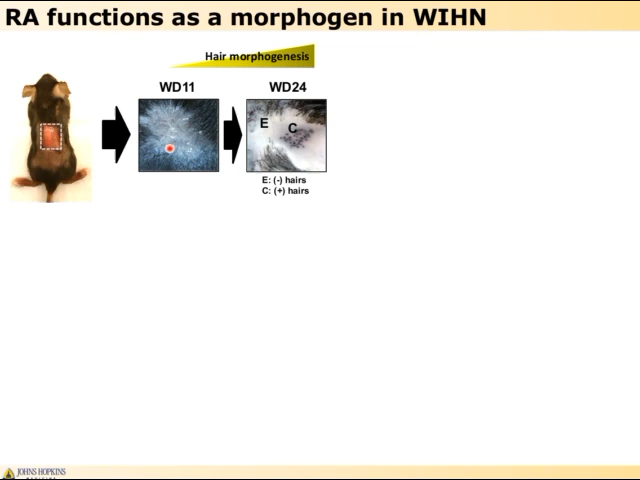 RA functions as a morphogen in WIHN
Hair morphogenesis
WD11
WD24
E
C
E: (-) hairs
C: (+) hairs
JOHNS HOPKINS